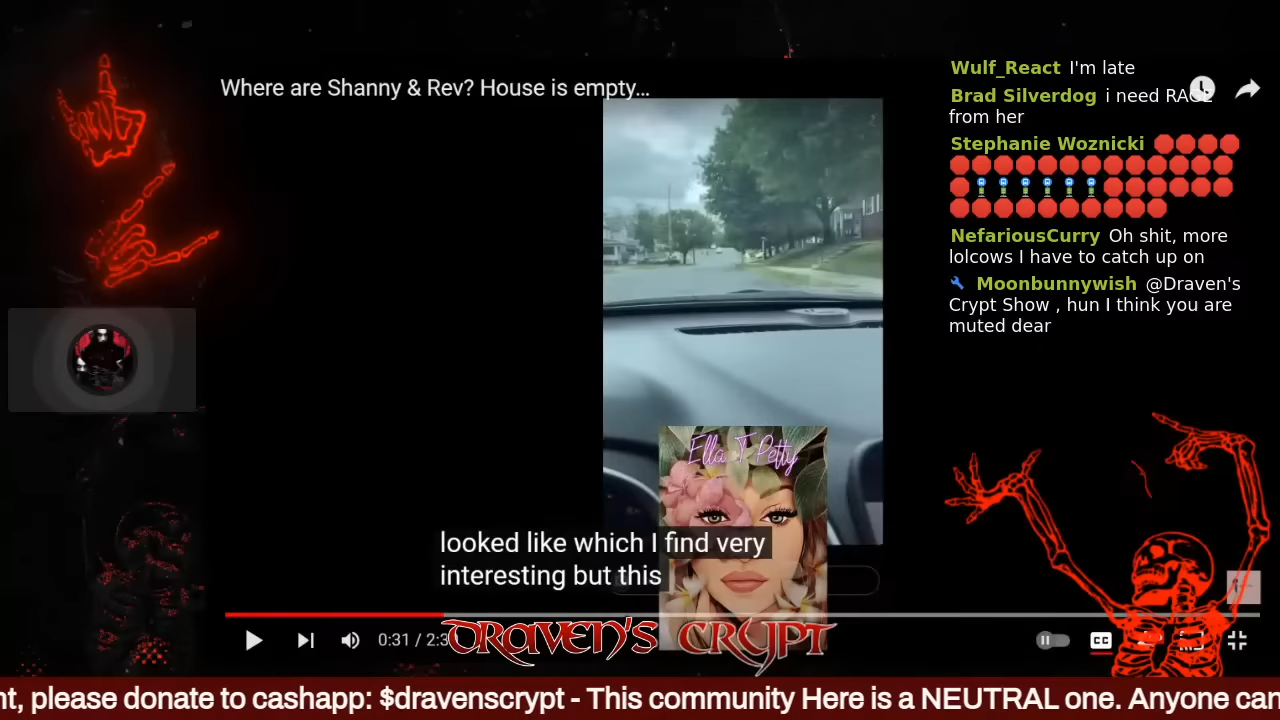 Where are Shanny & Rev? House is empty...
Wulf_React I'm late
Brad Silverdog i need RAGE
from her
Stephanie Woznicki
NefariousCurry Oh shit, more
lolcows I have to catch up on
Moonbunnywish @Draven's
Crypt Show , hun I think you are
muted dear
Ella T Petty
looked like which I find very
interesting but this
0:31 / 2:3
CC
DRAVEN'S CRYPT
nt, please donate to cashapp: $dravenscrypt - This community Here is a NEUTRAL one. Anyone can